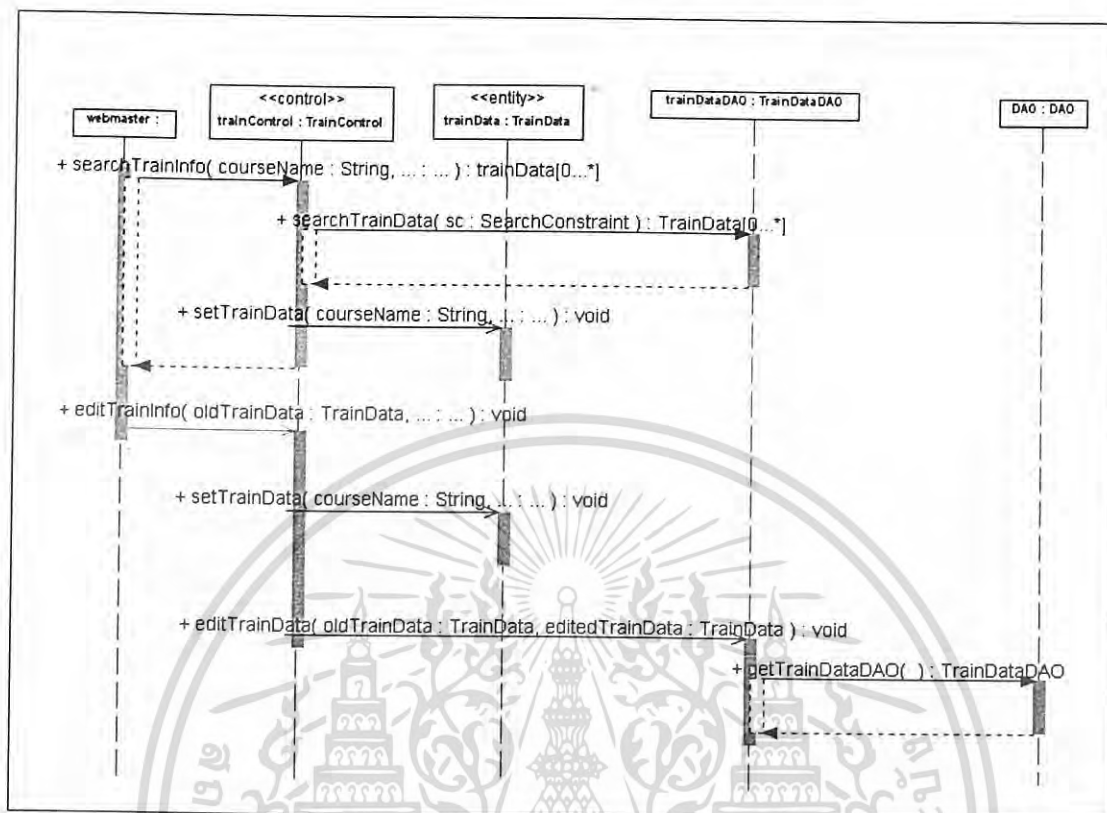 webmaster :
<<control>>
trainControl : TrainControl
<<entity>>
trainData : TrainData
trainDataDAO : TrainDataDAO
DAO : DAO
+ searchTrainInfo( courseName : String, ... : ... ) : trainData[0...*]
+ searchTrainData( sc : SearchConstraint ) : TrainData[0...*]
+ setTrainData( courseName : String, ... : ... ) : void
+ editTrainInfo( oldTrainData : TrainData, ... : ... ) : void
+ setTrainData( courseName : String, ... : ... ) : void
+ editTrainData( oldTrainData : TrainData, editedTrainData : TrainData ) : void
+ getTrainDataDAO( ) : TrainDataDAO